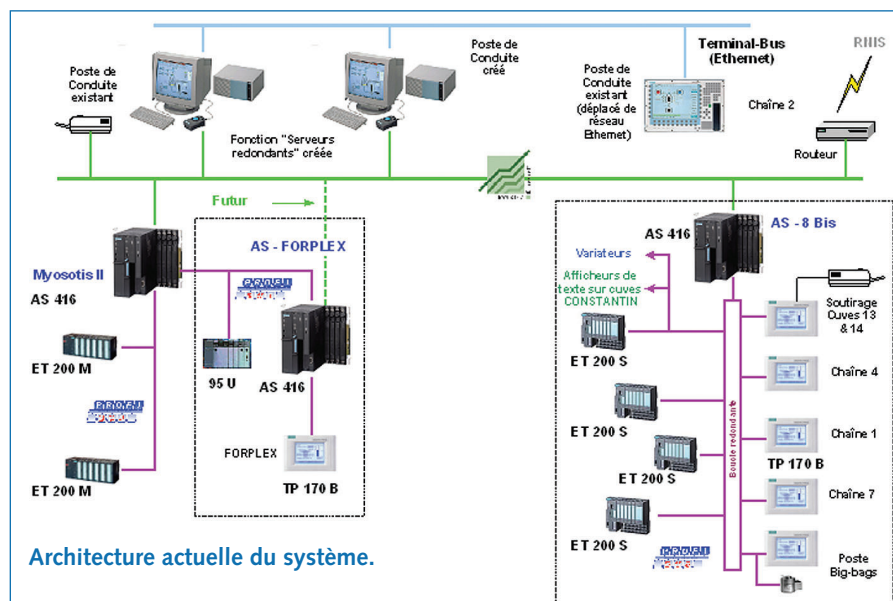 Poste de
Conduite
existant
Fonction "Serveurs
redondants" créée
Poste de
Conduite
créé
Poste de
Conduite
existant
(déplacé de
réseau
Ethernet)
Terminal-Bus
(Ethernet)
Chaîne 2
RNIS
Routeur
Futur
Myosotis II
AS 416
ET 200 M
ET 200 M
AS - FORPLEX
95 U
AS 416
FORPLEX
TP 170 B
AS 416
AS - 8 Bis
Variateurs
Afficheurs de
texte sur cuves
CONSTANTIN
ET 200 S
ET 200 S
ET 200 S
ET 200 S
Boucle redondante
Soutirage
Cuves 13
& 14
Chaîne 4
Chaîne 1
TP 170 B
Chaîne 7
Poste
Big-bags
Architecture actuelle du système.